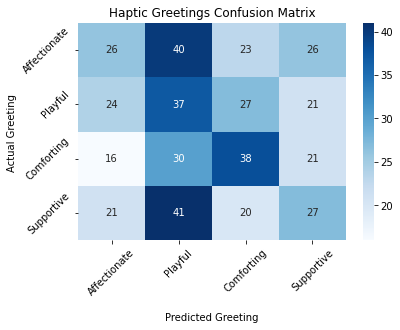 Haptic Greetings Confusion Matrix
Actual Greeting
Affectionate 26 40 23 26
Playful 24 37 27 21
Comforting 16 30 38 21
Supportive 21 41 20 27
Affectionate Playful Comforting Supportive
Predicted Greeting
40
35
30
25
20